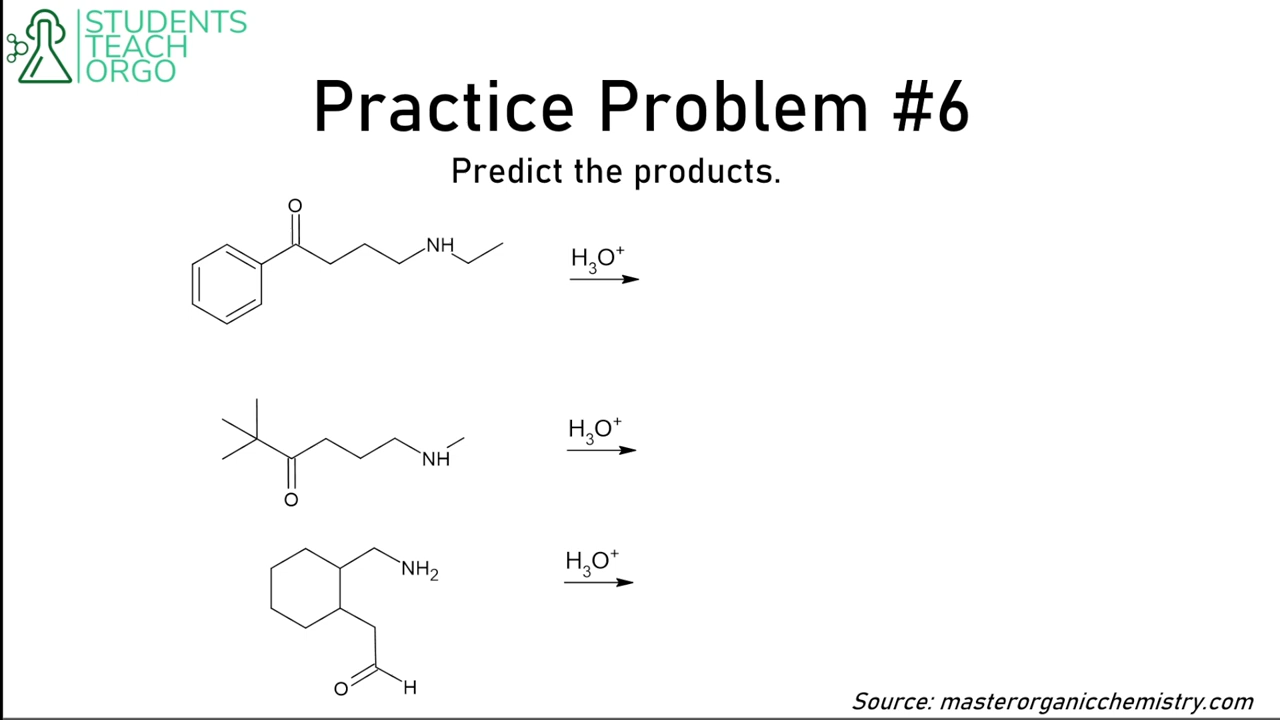 STUDENTS
TEACH
ORGO
Practice Problem #6
Predict the products.
O
NH
H₃O⁺
H₃O⁺
NH
O
NH₂
H₃O⁺
O
H
Source: masterorganicchemistry.com